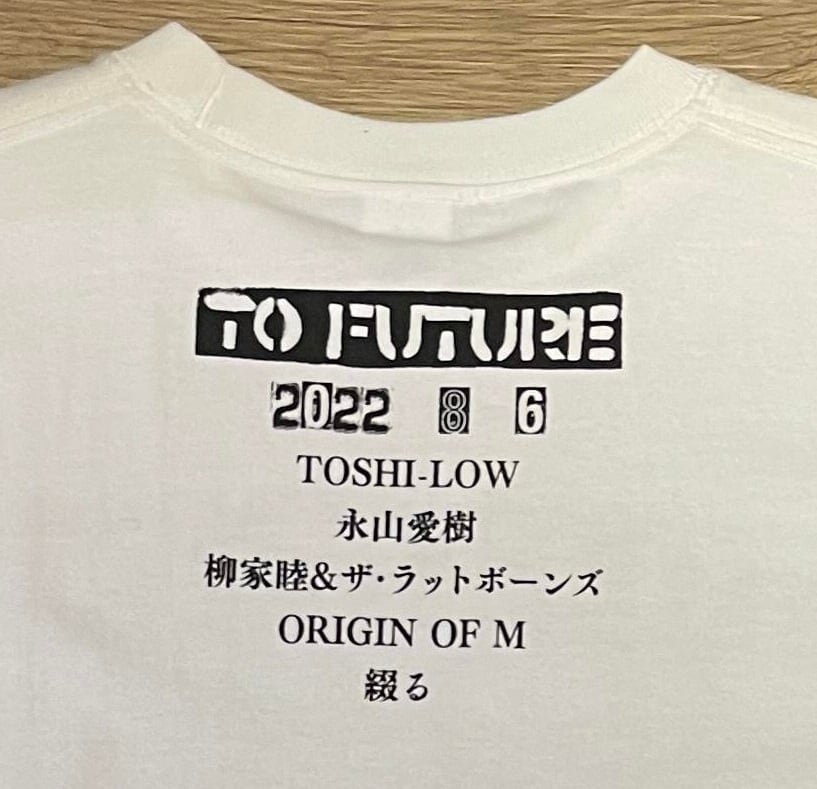 TO FUTURE
2022 8 6
TOSHI-LOW
永山愛樹
柳家睦&ザ・ラットボーンズ
ORIGIN OF M
綴る